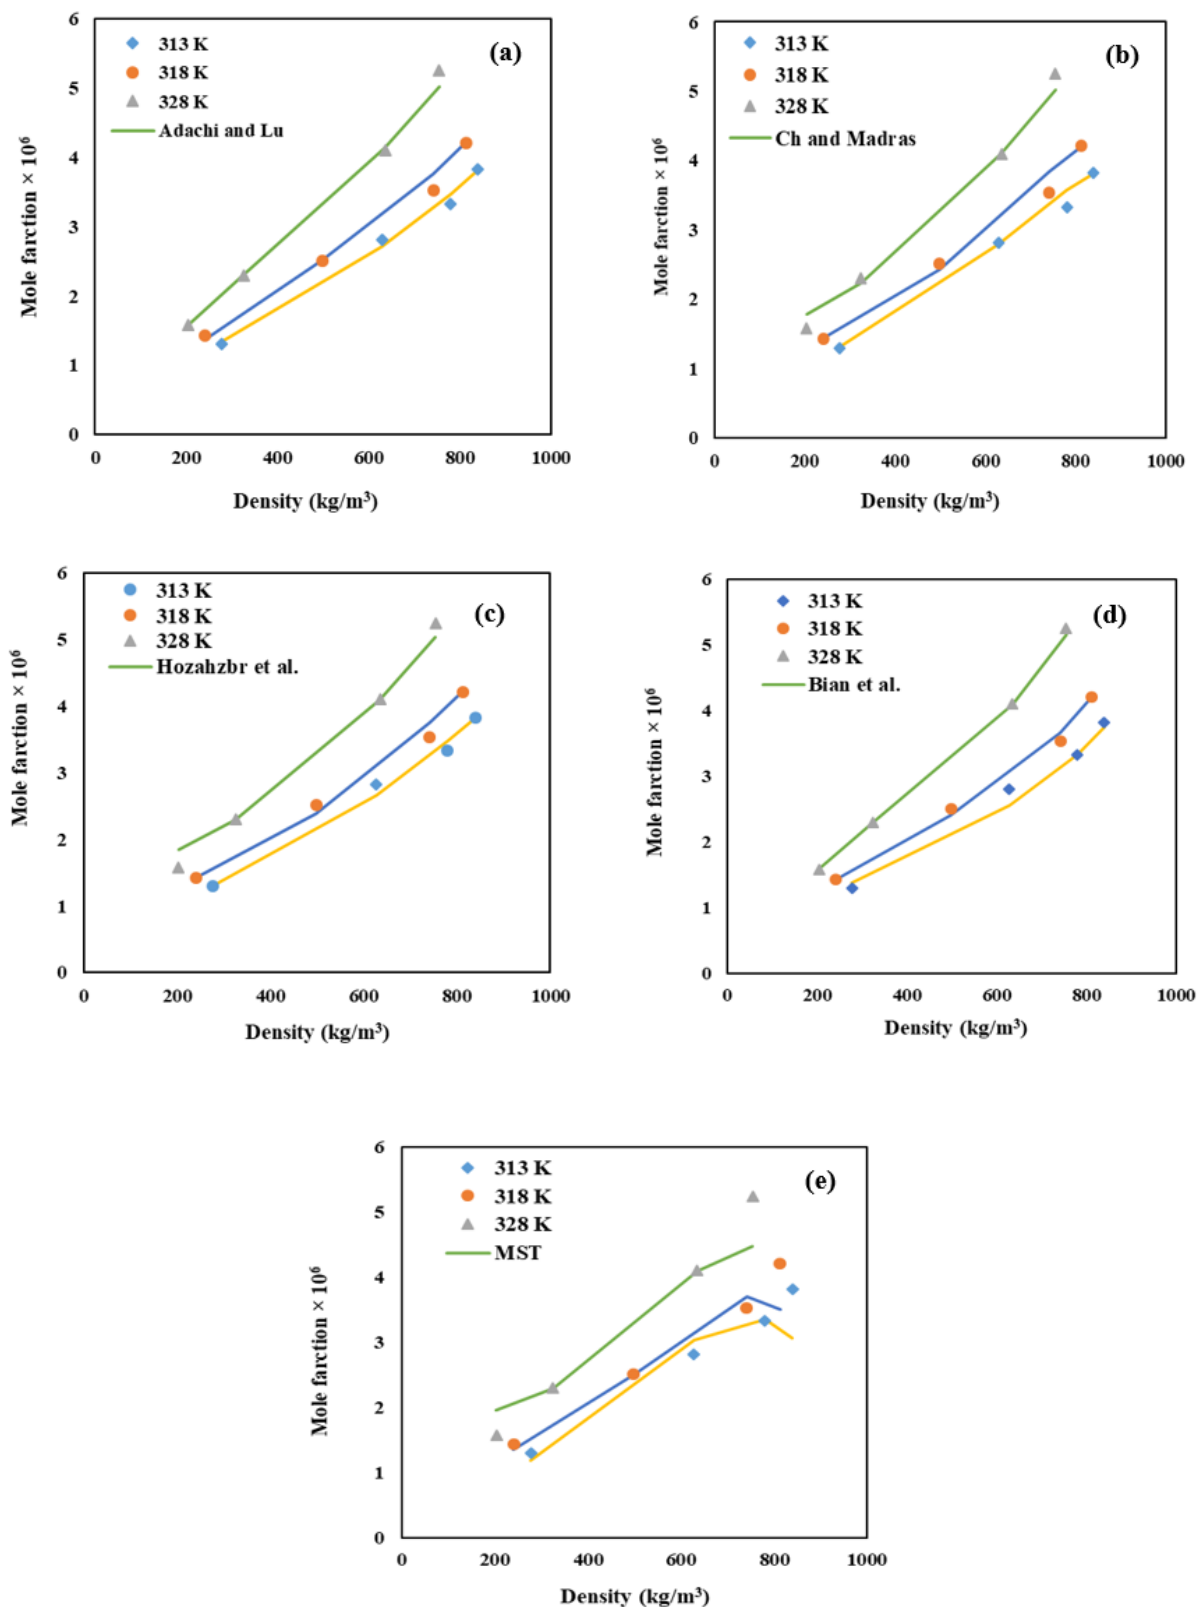 (a)
313 K
318 K
328 K
Adachi and Lu
Mole farction × 10⁶
6
5
4
3
2
1
0
0 200 400 600 800 1000
Density (kg/m³)
(b)
313 K
318 K
328 K
Ch and Madras
Mole farction × 10⁶
6
5
4
3
2
1
0
0 200 400 600 800 1000
Density (kg/m³)
(c)
313 K
318 K
328 K
Hozahzbr et al.
Mole farction × 10⁶
6
5
4
3
2
1
0
0 200 400 600 800 1000
Density (kg/m³)
(d)
313 K
318 K
328 K
Bian et al.
Mole farction × 10⁶
6
5
4
3
2
1
0
0 200 400 600 800 1000
Density (kg/m³)
(e)
313 K
318 K
328 K
MST
Mole farction × 10⁶
6
5
4
3
2
1
0
0 200 400 600 800 1000
Density (kg/m³)